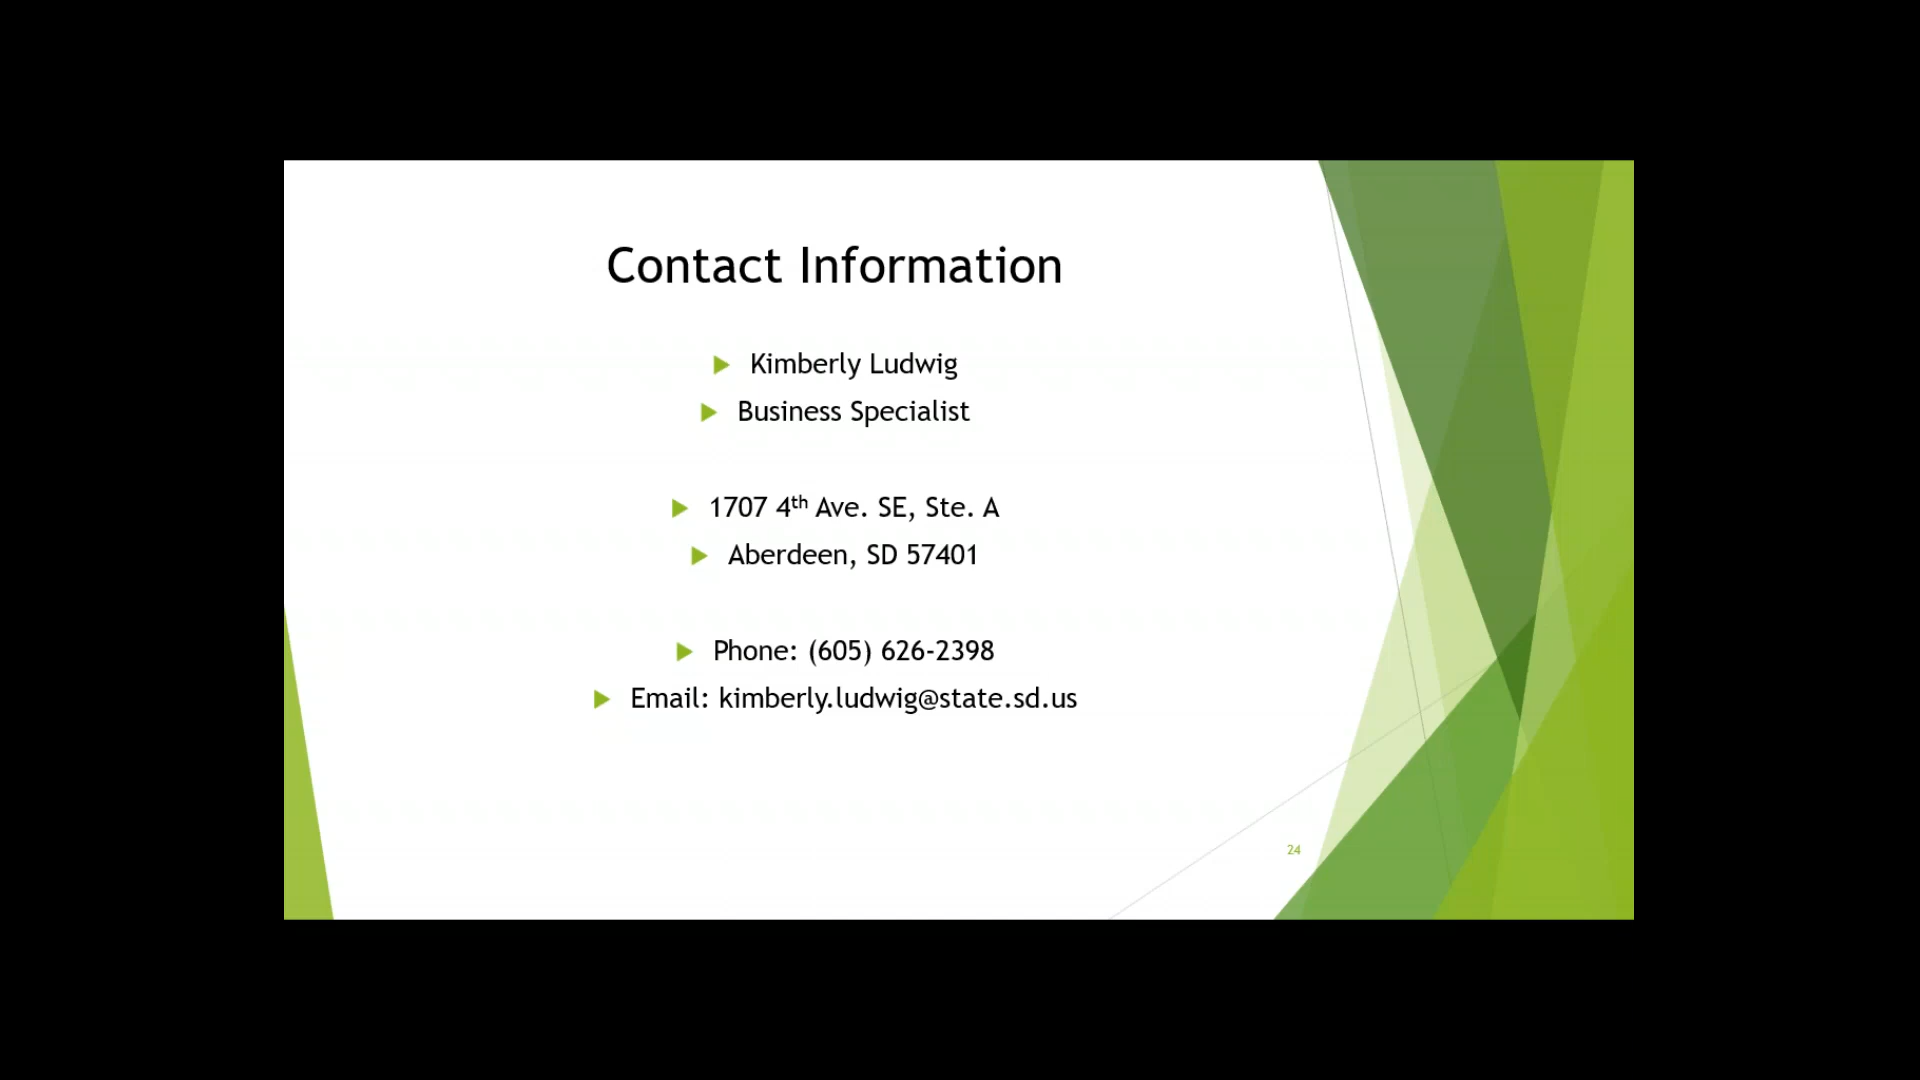 Contact Information
Kimberly Ludwig
Business Specialist
1707 4th Ave. SE, Ste. A
Aberdeen, SD 57401
Phone: (605) 626-2398
Email: kimberly.ludwig@state.sd.us
24